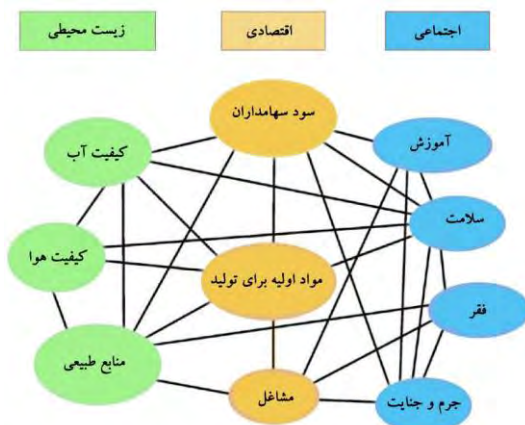 اجتماعی
اقتصادی
زیست محیطی
سود سهامداران
آموزش
کیفیت آب
سلامت
کیفیت هوا
مواد اولیه برای تولید
فقر
منابع طبیعی
مشاغل
جرم و جنایت